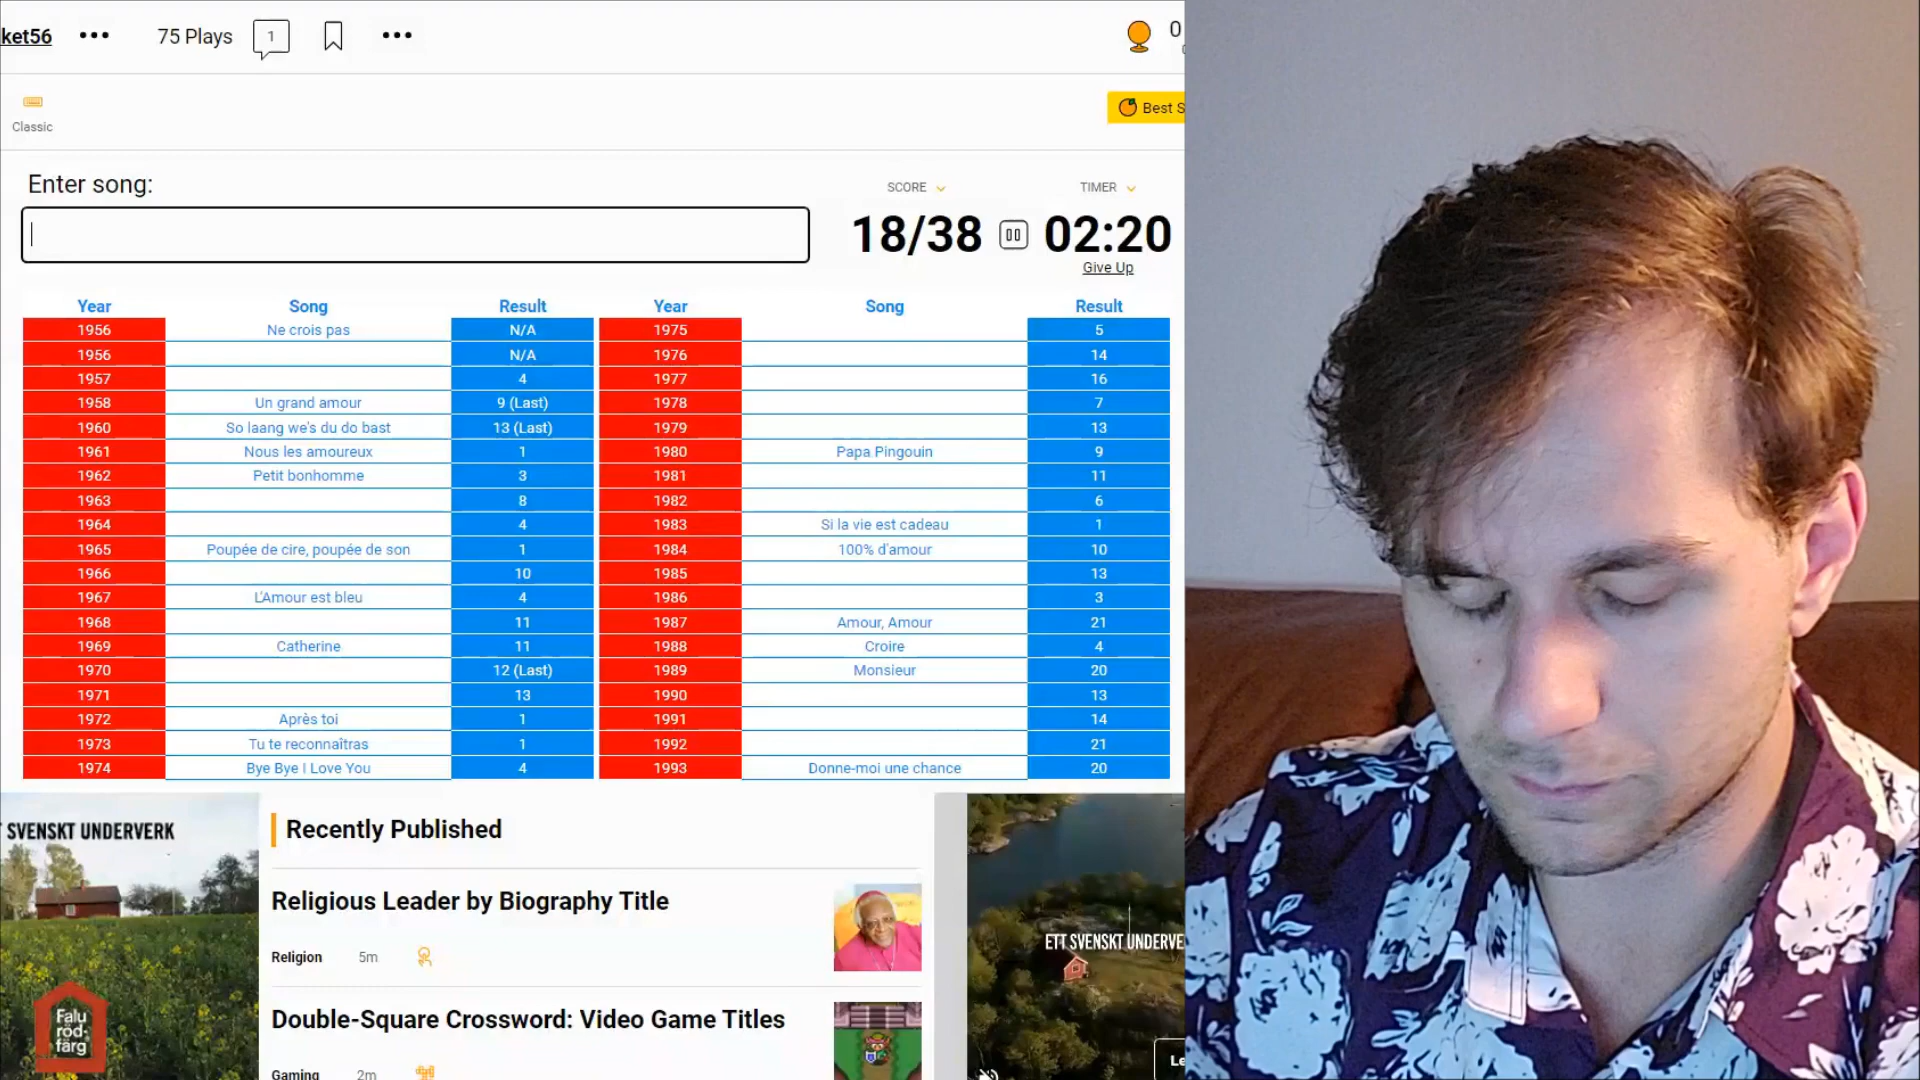 ket56 ••• 75 Plays 1 ••• 0
Classic
Best S
Enter song:
SCORE TIMER
18/38 02:20
Give Up
Year Song Result Year Song Result
1956 Ne crois pas N/A 1975 5
1956 N/A 1976 14
1957 4 1977 16
1958 Un grand amour 9 (Last) 1978 7
1960 So laang we's du do bast 13 (Last) 1979 13
1961 Nous les amoureux 1 1980 Papa Pingouin 9
1962 Petit bonhomme 3 1981 11
1963 8 1982 6
1964 4 1983 Si la vie est cadeau 1
1965 Poupée de cire, poupée de son 1 1984 100% d'amour 10
1966 10 1985 13
1967 L'Amour est bleu 4 1986 3
1968 11 1987 Amour, Amour 21
1969 Catherine 11 1988 Croire 4
1970 12 (Last) 1989 Monsieur 20
1971 13 1990 13
1972 Après toi 1 1991 14
1973 Tu te reconnaîtras 1 1992 21
1974 Bye Bye I Love You 4 1993 Donne-moi une chance 20
T SVENSKT UNDERVERK
Recently Published
Religious Leader by Biography Title
Religion 5m
ETT SVENSKT UNDERVE
Double-Square Crossword: Video Game Titles
Gaming 2m
Falu
röd-
färg
Le